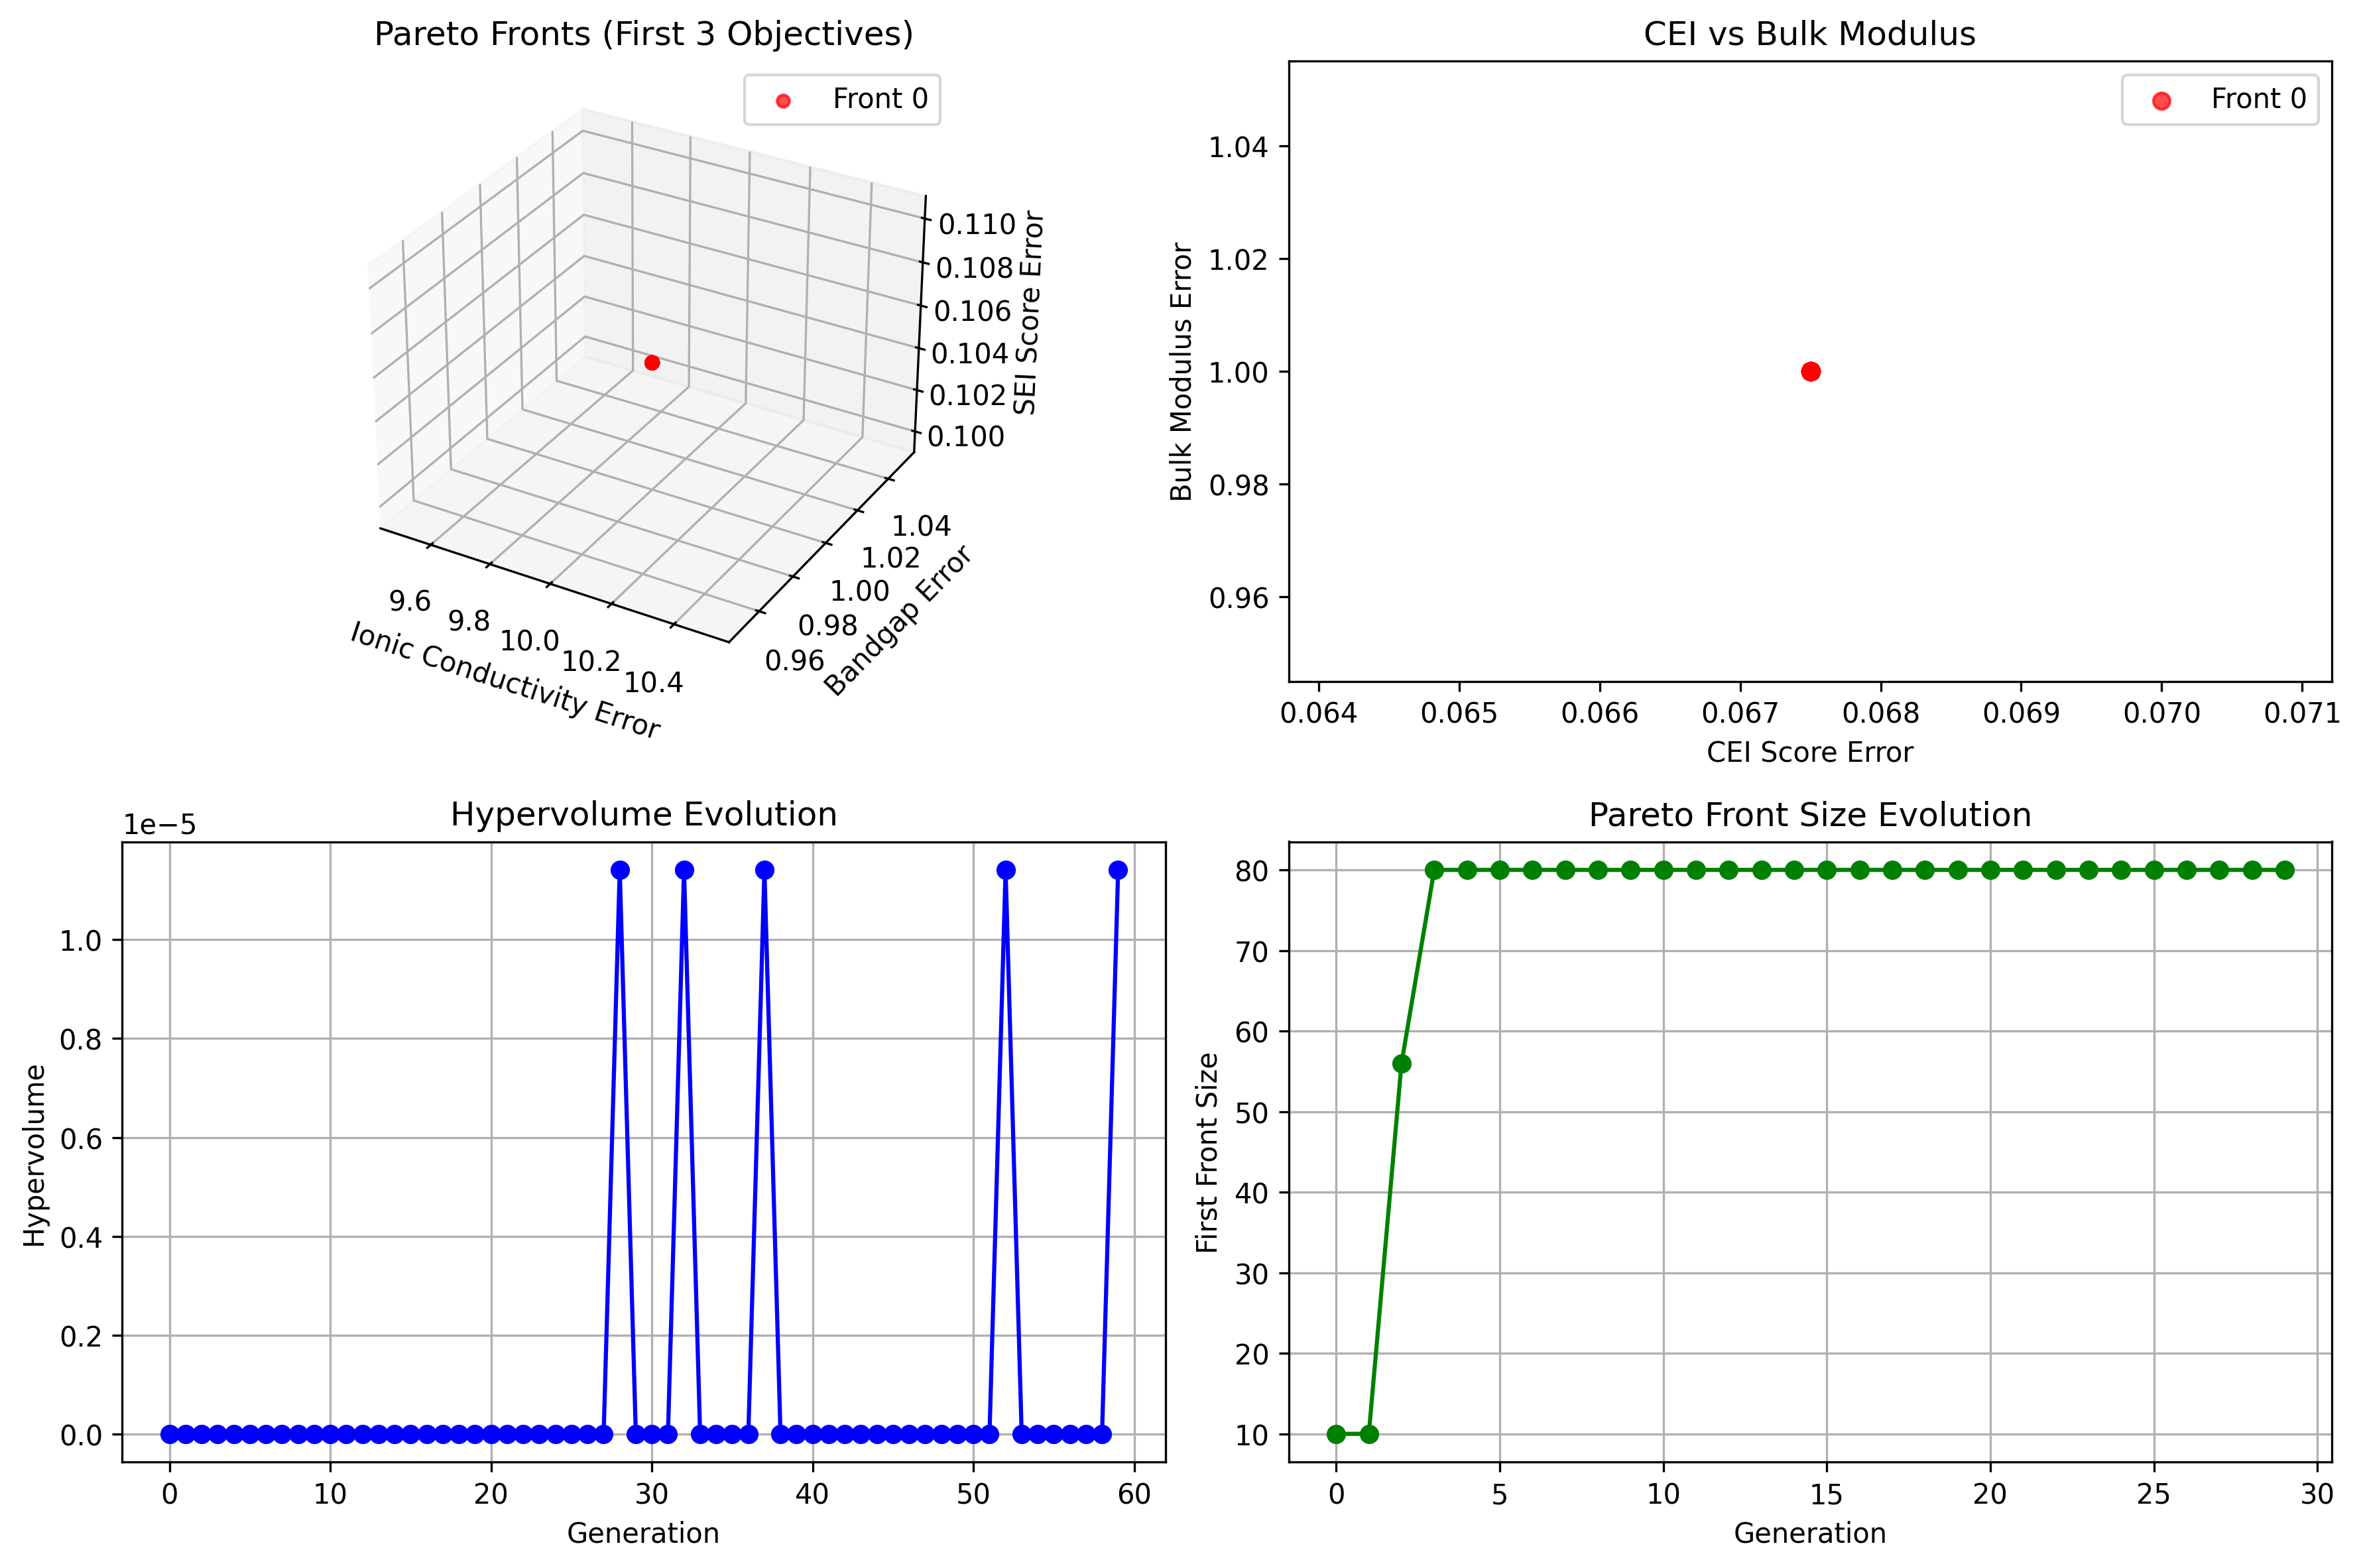 Pareto Fronts (First 3 Objectives)
Front 0
0.110
0.108
0.106
0.104
0.102
0.100
SEI Score Error
1.04
1.02
1.00
0.98
0.96
Bandgap Error
9.6
9.8
10.0
10.2
10.4
Ionic Conductivity Error
CEI vs Bulk Modulus
Front 0
1.04
1.02
1.00
0.98
0.96
Bulk Modulus Error
0.064 0.065 0.066 0.067 0.068 0.069 0.070 0.071
CEI Score Error
Hypervolume Evolution
1e−5
1.0
0.8
0.6
0.4
0.2
0.0
Hypervolume
0 10 20 30 40 50 60
Generation
Pareto Front Size Evolution
80
70
60
50
40
30
20
10
First Front Size
0 5 10 15 20 25 30
Generation